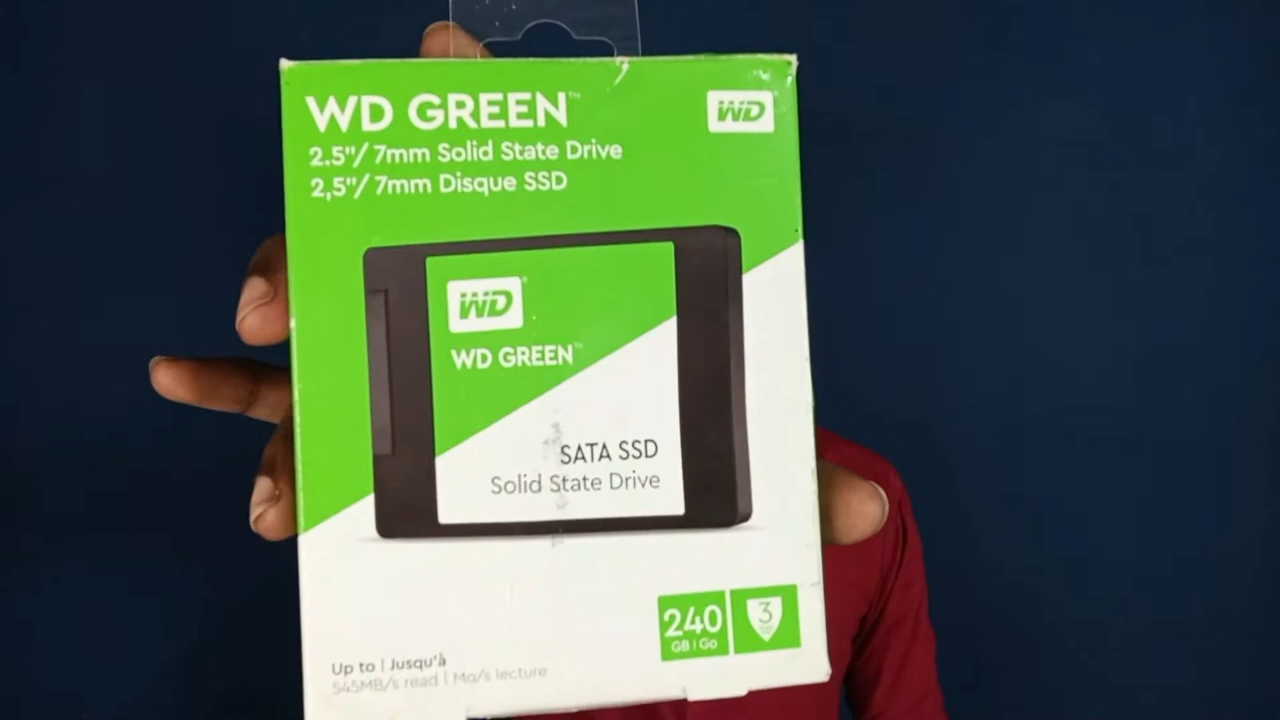 WD GREEN™
WD
2.5"/ 7mm Solid State Drive
2,5"/ 7mm Disque SSD
WD®
WD GREEN™
SATA SSD
Solid State Drive
240
GB | Go
3
Up to | Jusqu'à
545MB/s read | Mo/s lecture